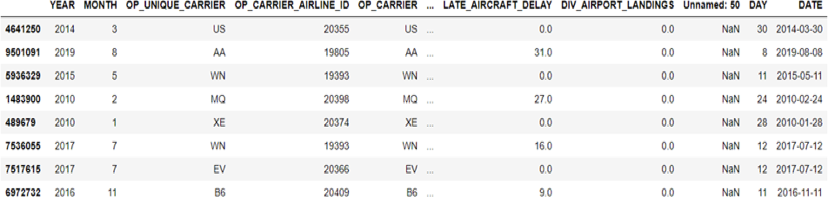 YEAR MONTH OP_UNIQUE_CARRIER OP_CARRIER_AIRLINE_ID OP_CARRIER ... LATE_AIRCRAFT_DELAY DIV_AIRPORT_LANDINGS Unnamed: 50 DAY DATE
4641250 2014 3 US 20355 US ... 0.0 0.0 NaN 30 2014-03-30
9501091 2019 8 AA 19805 AA ... 31.0 0.0 NaN 8 2019-08-08
5936329 2015 5 WN 19393 WN ... 0.0 0.0 NaN 11 2015-05-11
1483900 2010 2 MQ 20398 MQ ... 27.0 0.0 NaN 24 2010-02-24
489679 2010 1 XE 20374 XE ... 0.0 0.0 NaN 28 2010-01-28
7536055 2017 7 WN 19393 WN ... 16.0 0.0 NaN 12 2017-07-12
7517615 2017 7 EV 20366 EV ... 0.0 0.0 NaN 12 2017-07-12
6972732 2016 11 B6 20409 B6 ... 9.0 0.0 NaN 11 2016-11-11